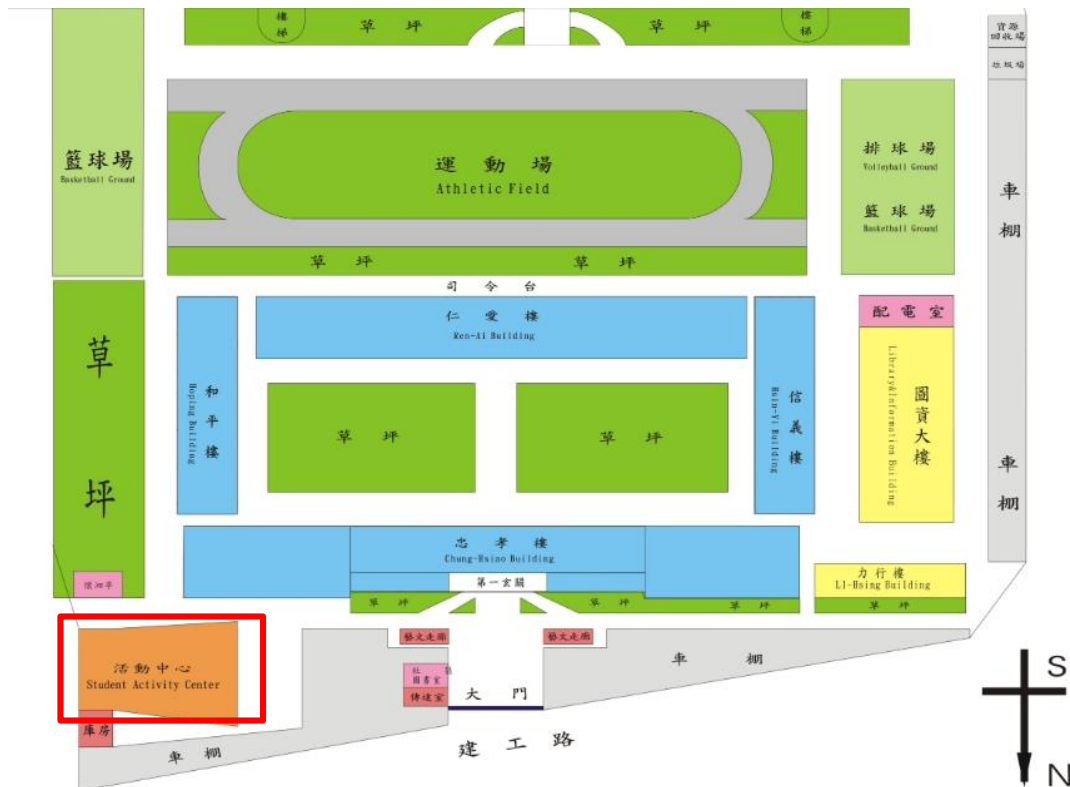 樓梯
草坪
草坪
樓梯
資源
回收場
垃圾場
籃球場
Basketball Ground
運動場
Athletic Field
排球場
Volleyball Ground
籃球場
Basketball Ground
車棚
草坪
草坪
司令台
仁愛樓
Ren-Ai Building
配電室
草坪
和平樓
Hoping Building
草坪
草坪
信義樓
Hsin-Yi Building
圖資大樓
Library&Information Building
車棚
忠孝樓
Chung-Hsiao Building
第一玄關
力行樓
LI-Hsing Building
草坪
草坪
草坪
草坪
藝文走廊
藝文走廊
活動中心
Student Activity Center
圖書室
傳達室
大門
車棚
庫房
車棚
建工路
S
N